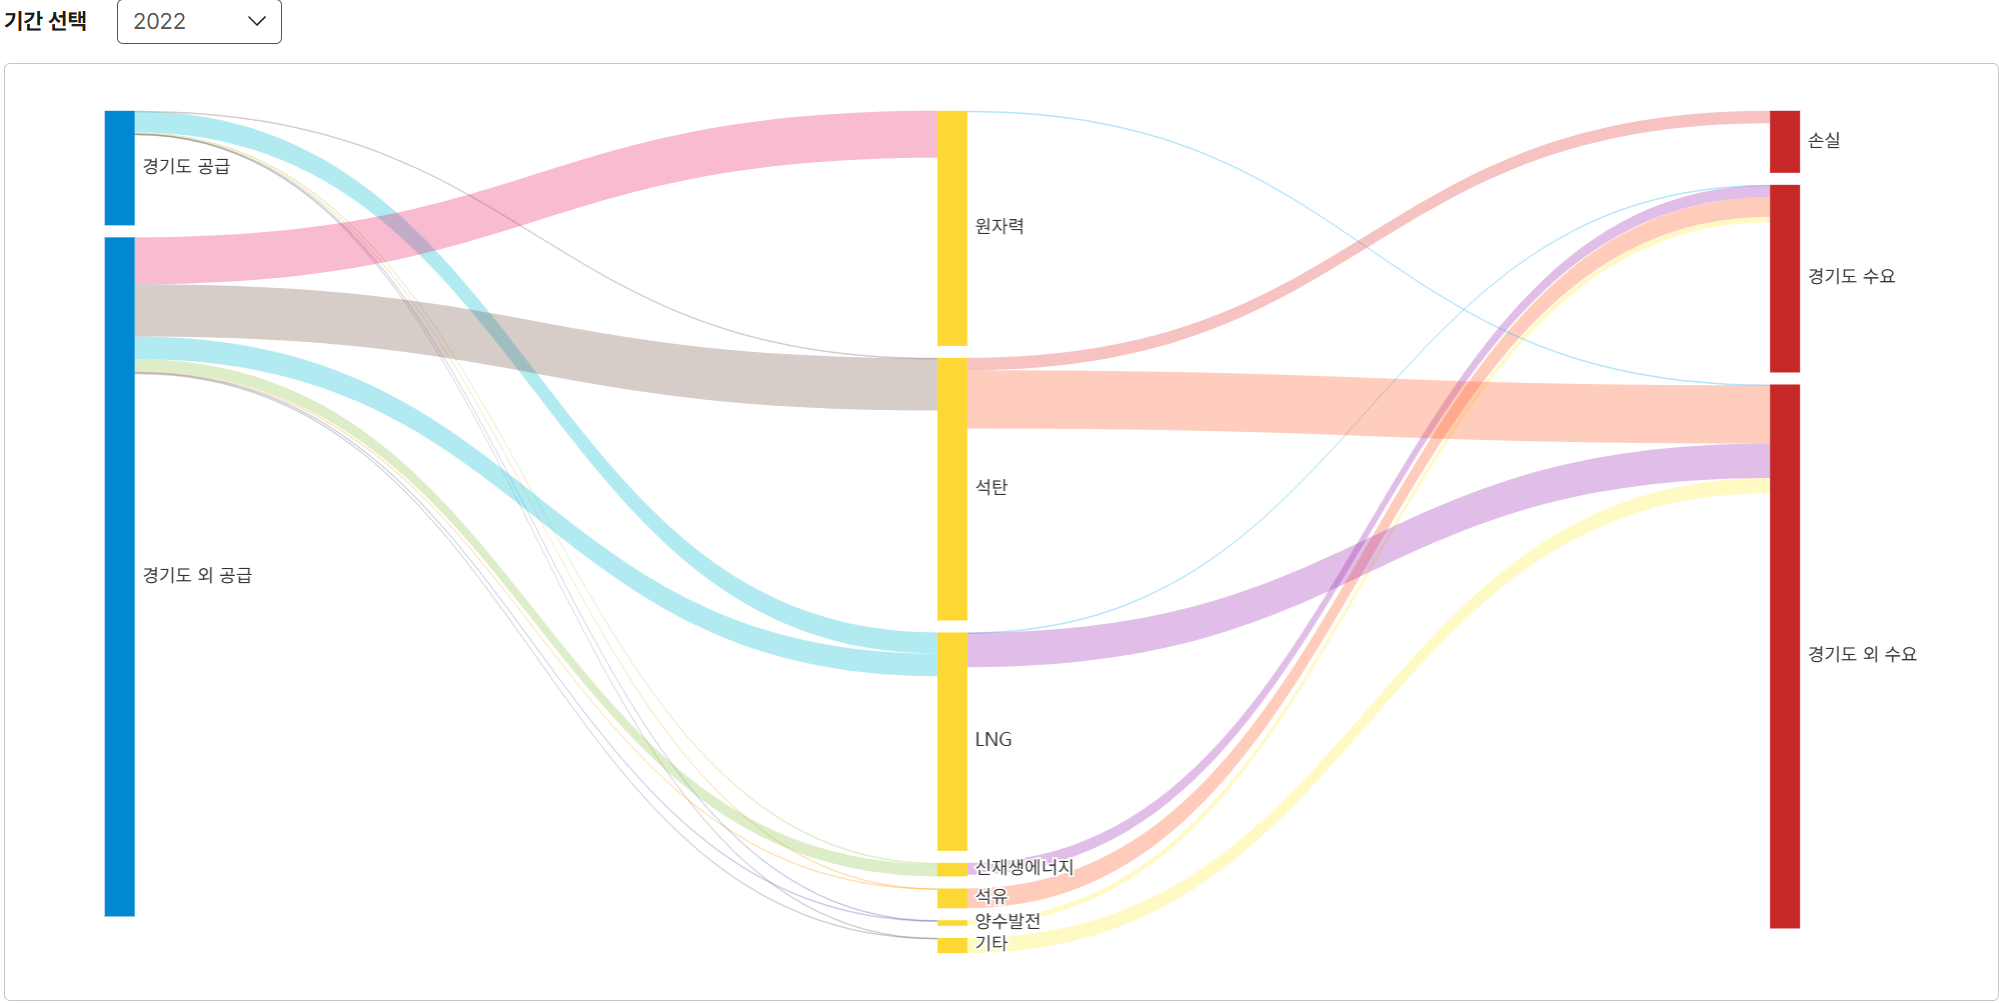 기간 선택 2022
경기도 공급
경기도 외 공급
원자력
석탄
LNG
신재생에너지
석유
양수발전
기타
손실
경기도 수요
경기도 외 수요